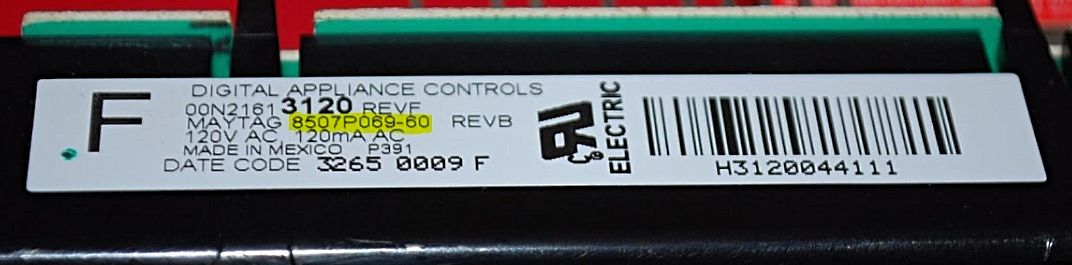 F
DIGITAL APPLIANCE CONTROLS
00N2161 3120 REVF
MAYTAG 8507P069-60 REVB
120V AC 120mA AC
MADE IN MEXICO P391
DATE CODE 3265 0009 F
ELECTRIC
H3120044111